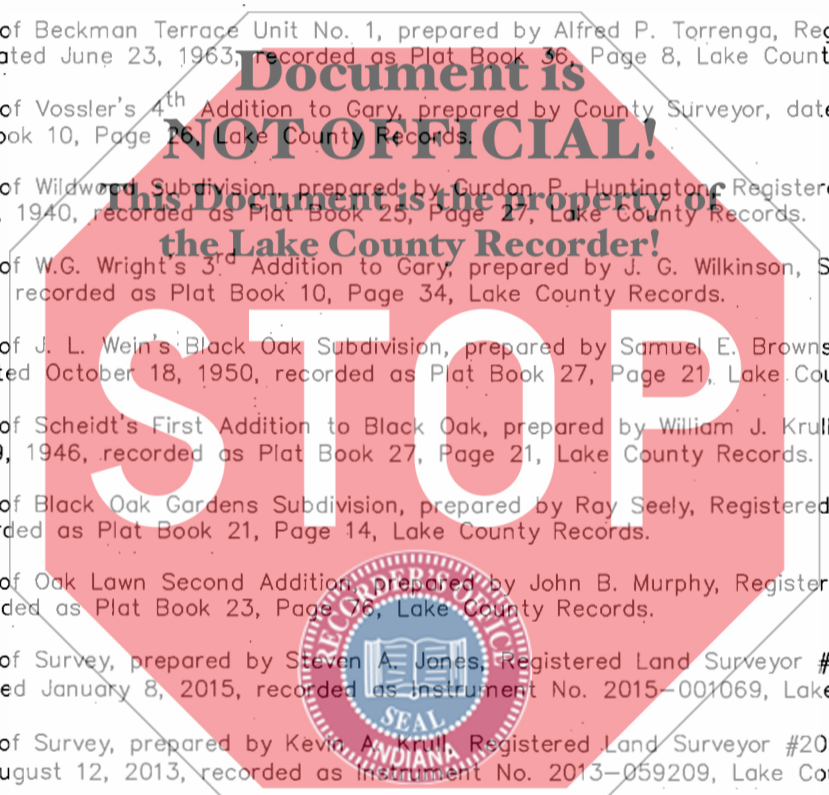 of Beckman Terrace Unit No. 1, prepared by Alfred P. Torrenga, Reg
ated June 23, 1963, recorded as Plat Book 36, Page 8, Lake Count
Document is
of Vossler's 4th Addition to Gary, prepared by County Surveyor, date
ook 10, Page 26, Lake County Records.
NOT OFFICIAL!
of Wildwood Subdivision, prepared by Gurdon P. Huntington, Registere
This Document is the property of
1940, recorded as Plat Book 25, Page 27, Lake County Records.
the Lake County Recorder!
of W.G. Wright's 3rd Addition to Gary, prepared by J. G. Wilkinson, S
recorded as Plat Book 10, Page 34, Lake County Records.
STOP
of J. L. Wein's Black Oak Subdivision, prepared by Samuel E. Browns
ed October 18, 1950, recorded as Plat Book 27, Page 21, Lake Cou
of Scheidt's First Addition to Black Oak, prepared by William J. Krull
9, 1946, recorded as Plat Book 27, Page 21, Lake County Records.
of Black Oak Gardens Subdivision, prepared by Ray Seely, Registered
ded as Plat Book 21, Page 14, Lake County Records.
of Oak Lawn Second Addition, prepared by John B. Murphy, Register
ded as Plat Book 23, Page 76, Lake County Records.
RECORDER'S OFFICE
of Survey, prepared by Steven A. Jones, Registered Land Surveyor #
ed January 8, 2015, recorded as Instrument No. 2015-001069, Lake
SEAL
INDIANA
of Survey, prepared by Kevin A. Krull, Registered Land Surveyor #20
ugust 12, 2013, recorded as Instrument No. 2013-059209, Lake Co